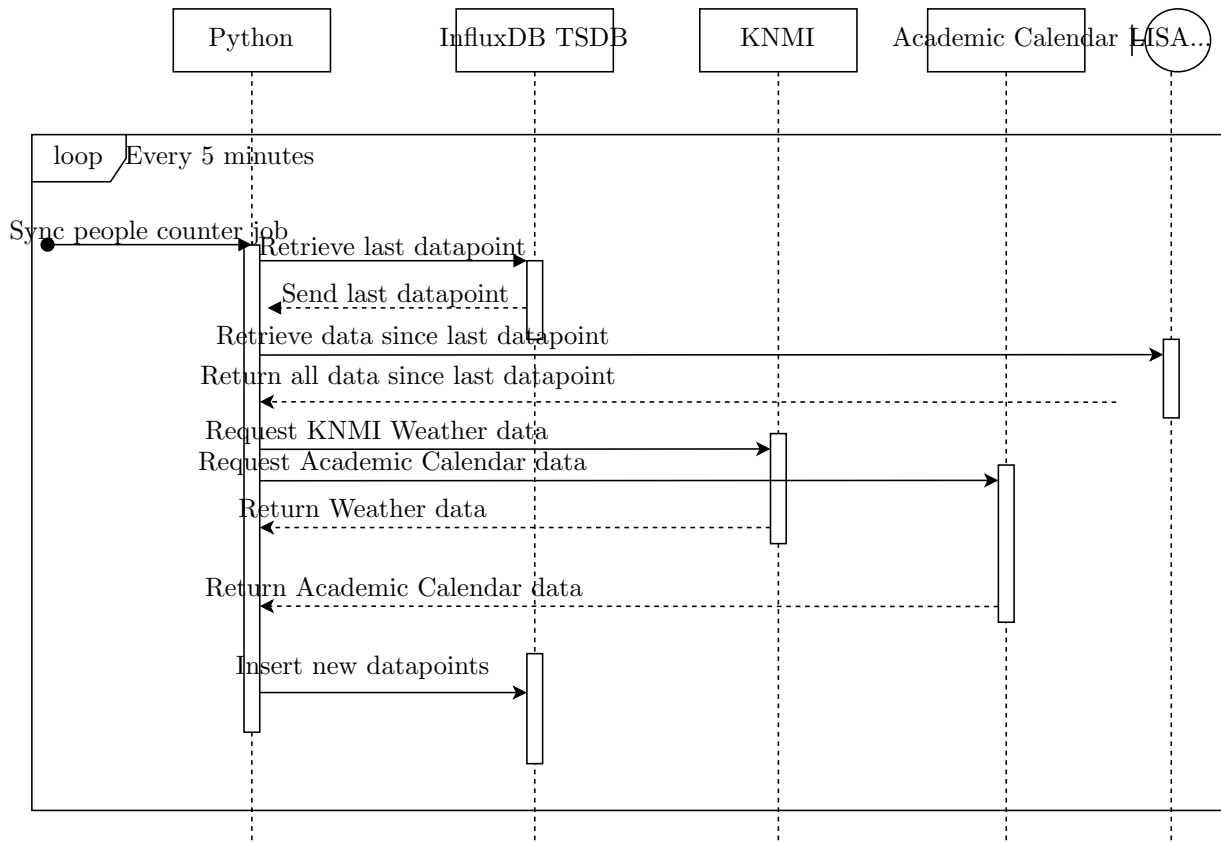 Python
InfluxDB TSDB
KNMI
Academic Calendar
LISA...
loop
Every 5 minutes
Sync people counter job
Retrieve last datapoint
Send last datapoint
Retrieve data since last datapoint
Return all data since last datapoint
Request KNMI Weather data
Request Academic Calendar data
Return Weather data
Return Academic Calendar data
Insert new datapoints